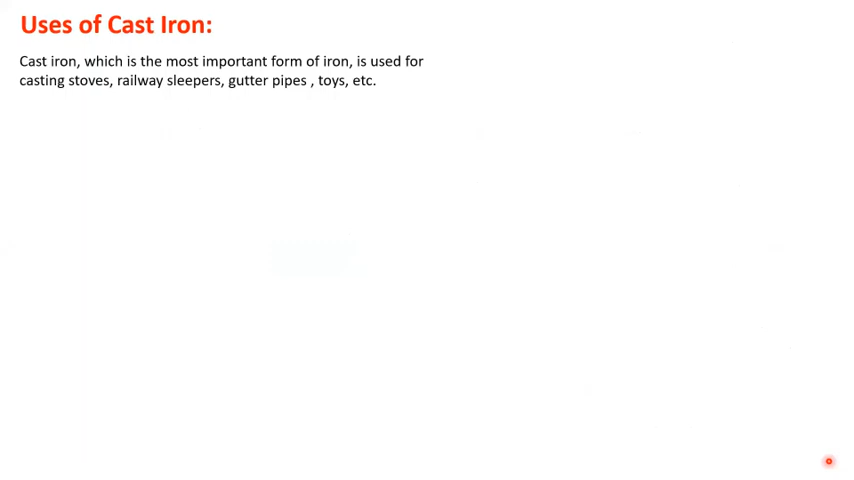 Uses of Cast Iron:
Cast iron, which is the most important form of iron, is used for
casting stoves, railway sleepers, gutter pipes , toys, etc.